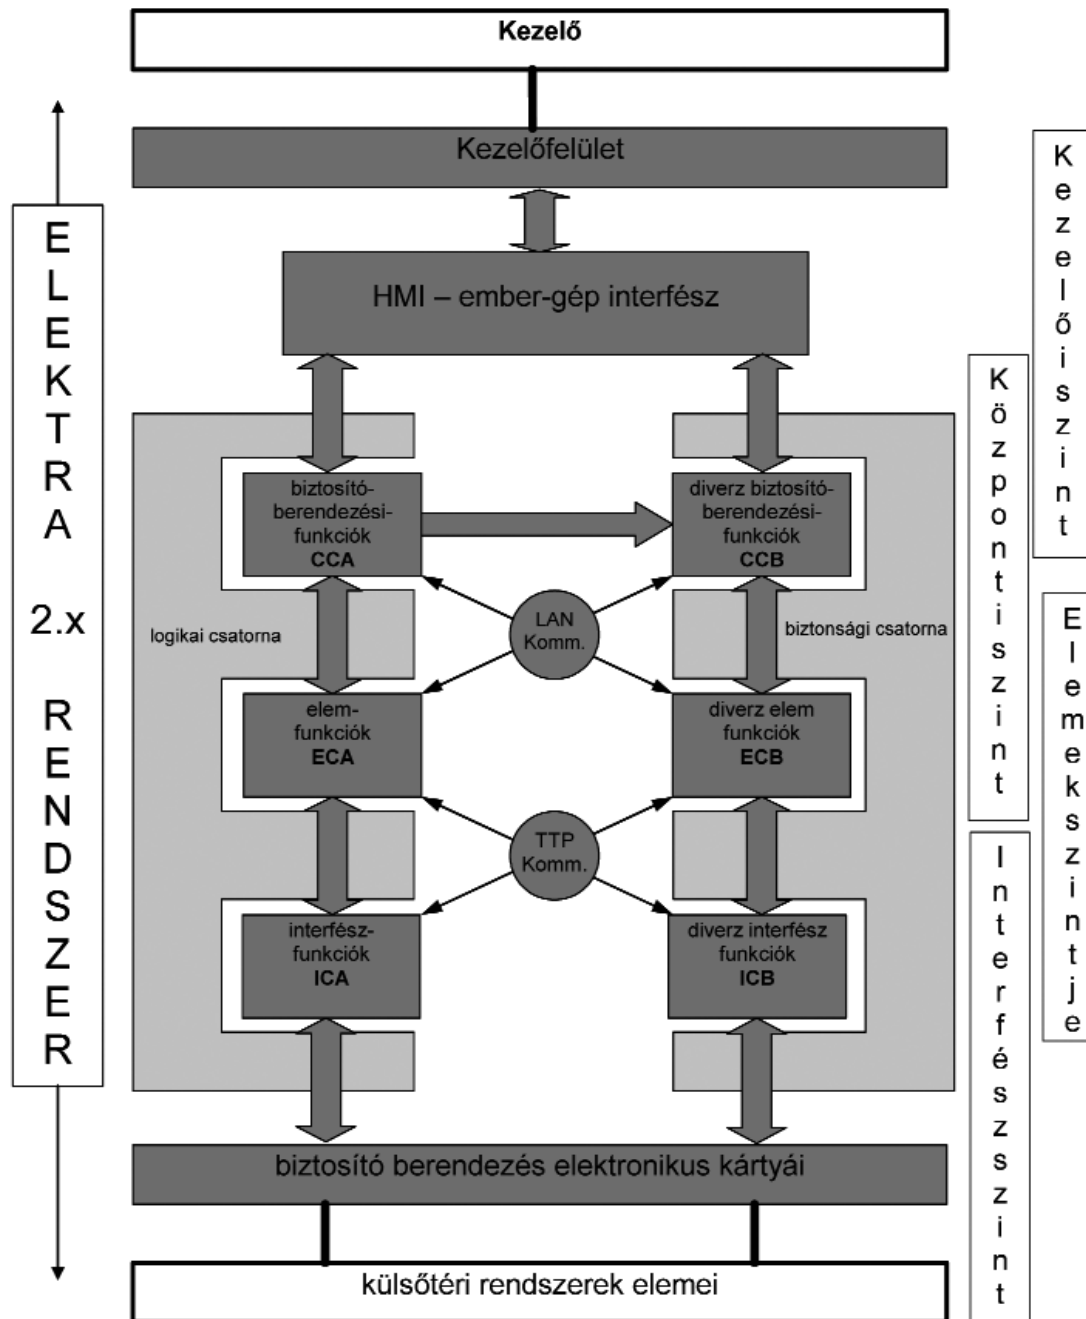 Kezelő
Kezelőfelület
HMI – ember-gép interfész
ELEKTRA
2.x
RENDSZER
Kezelőiszint
Központiszint
Elemekszintje
Interfészszint
biztosító-
berendezési-
funkciók
CCA
diverz biztosító-
berendezési-
funkciók
CCB
LAN
Komm.
logikai csatorna
biztonsági csatorna
elem-
funkciók
ECA
diverz elem
funkciók
ECB
TTP
Komm.
interfész-
funkciók
ICA
diverz interfész
funkciók
ICB
biztosító berendezés elektronikus kártyái
külsőtéri rendszerek elemei